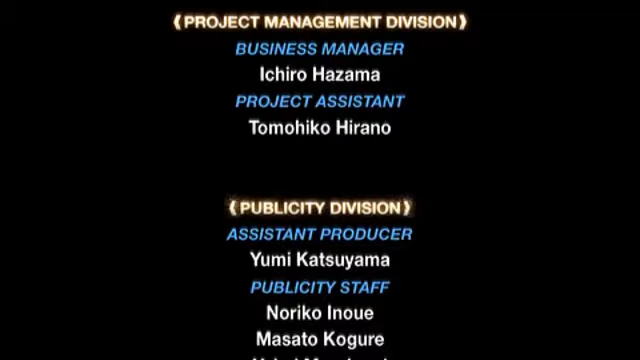 《PROJECT MANAGEMENT DIVISION》
BUSINESS MANAGER
Ichiro Hazama
PROJECT ASSISTANT
Tomohiko Hirano
《PUBLICITY DIVISION》
ASSISTANT PRODUCER
Yumi Katsuyama
PUBLICITY STAFF
Noriko Inoue
Masato Kogure